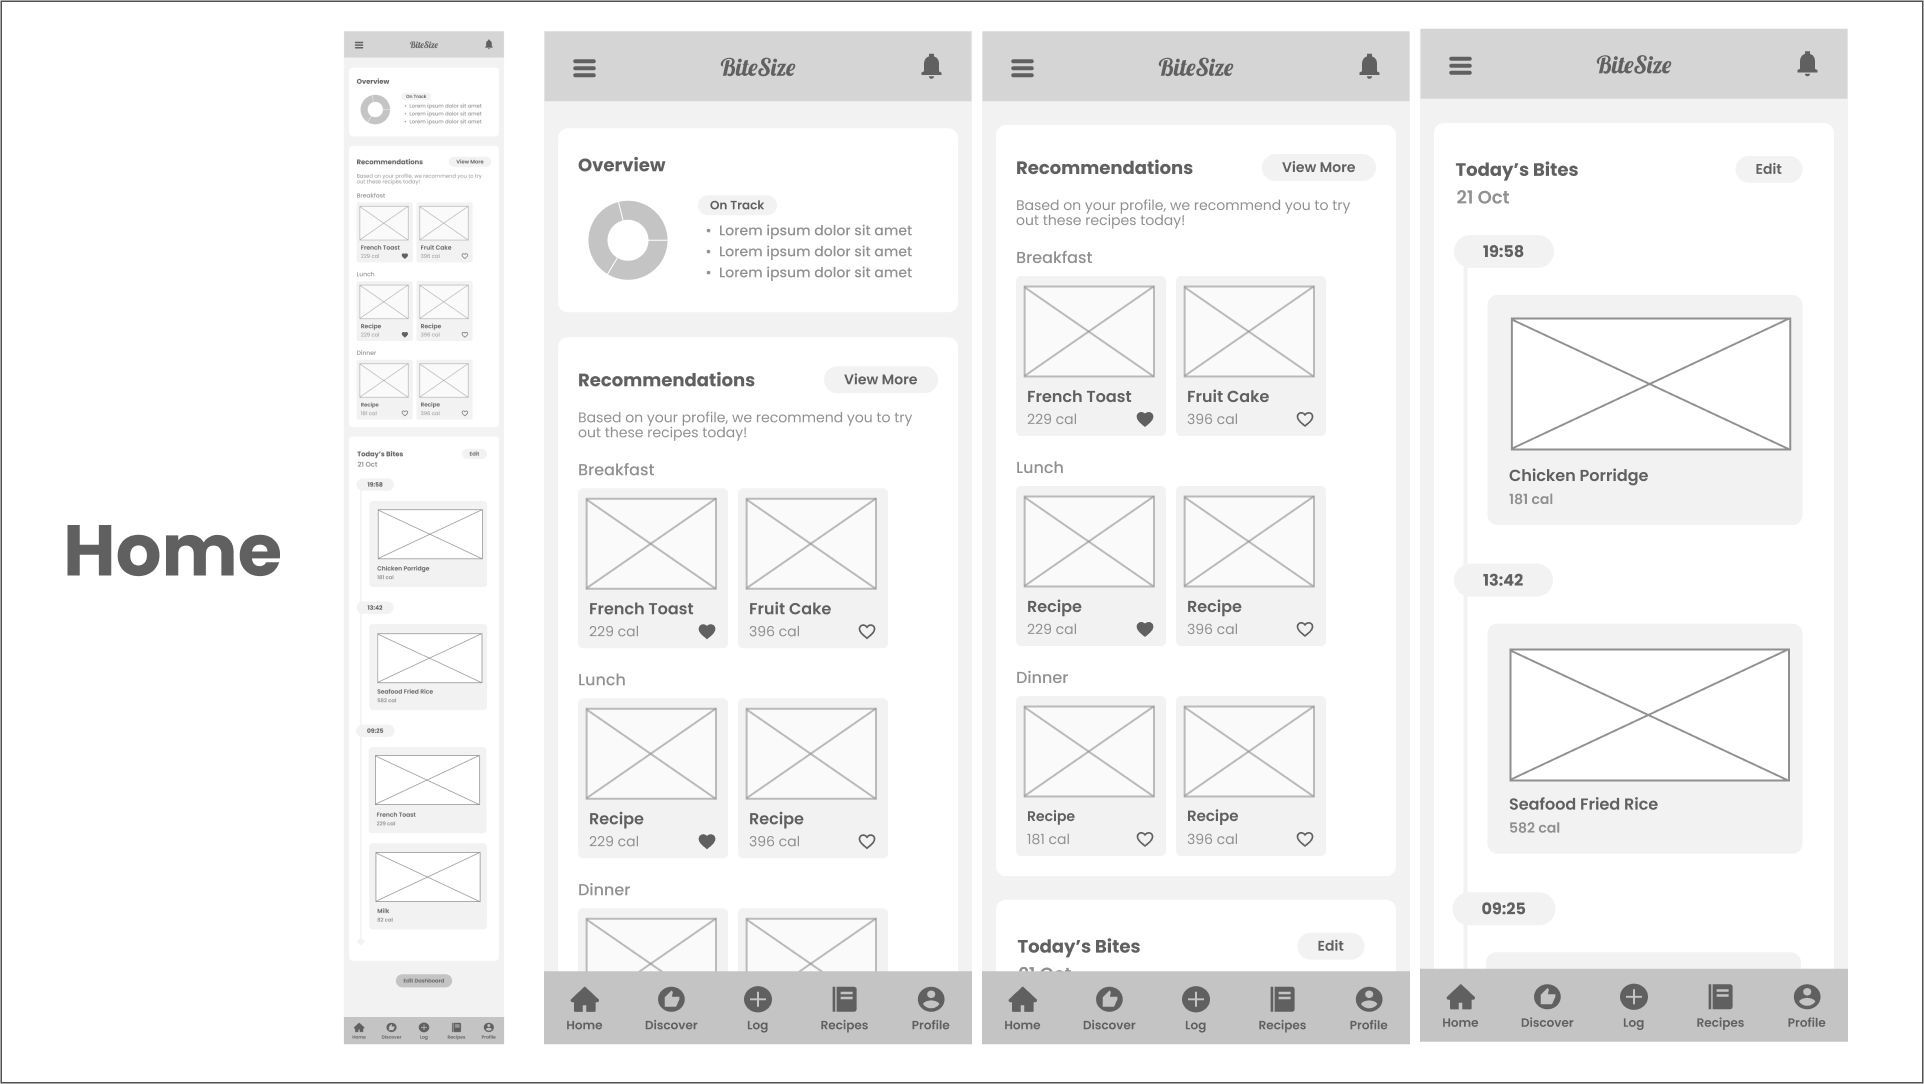 Home
BiteSize
Overview
On Track
• Lorem ipsum dolor sit amet
• Lorem ipsum dolor sit amet
• Lorem ipsum dolor sit amet
Recommendations View More
Based on your profile, we recommend you to try
out these recipes today!
Breakfast
French Toast Fruit Cake
229 cal 396 cal
Lunch
Recipe Recipe
229 cal 396 cal
Dinner
Recipe Recipe
181 cal 396 cal
Today's Bites Edit
21 Oct
19:58
Chicken Porridge
181 cal
13:42
Seafood Fried Rice
582 cal
09:25
French Toast
229 cal
Milk
82 cal
Edit Dashboard
Home Discover Log Recipes Profile
BiteSize
Overview
On Track
• Lorem ipsum dolor sit amet
• Lorem ipsum dolor sit amet
• Lorem ipsum dolor sit amet
Recommendations View More
Based on your profile, we recommend you to try
out these recipes today!
Breakfast
French Toast Fruit Cake
229 cal 396 cal
Lunch
Recipe Recipe
229 cal 396 cal
Dinner
Home Discover Log Recipes Profile
BiteSize
Recommendations View More
Based on your profile, we recommend you to try
out these recipes today!
Breakfast
French Toast Fruit Cake
229 cal 396 cal
Lunch
Recipe Recipe
229 cal 396 cal
Dinner
Recipe Recipe
181 cal 396 cal
Today’s Bites Edit
21 Oct
Home Discover Log Recipes Profile
BiteSize
Today’s Bites Edit
21 Oct
19:58
Chicken Porridge
181 cal
13:42
Seafood Fried Rice
582 cal
09:25
Home Discover Log Recipes Profile